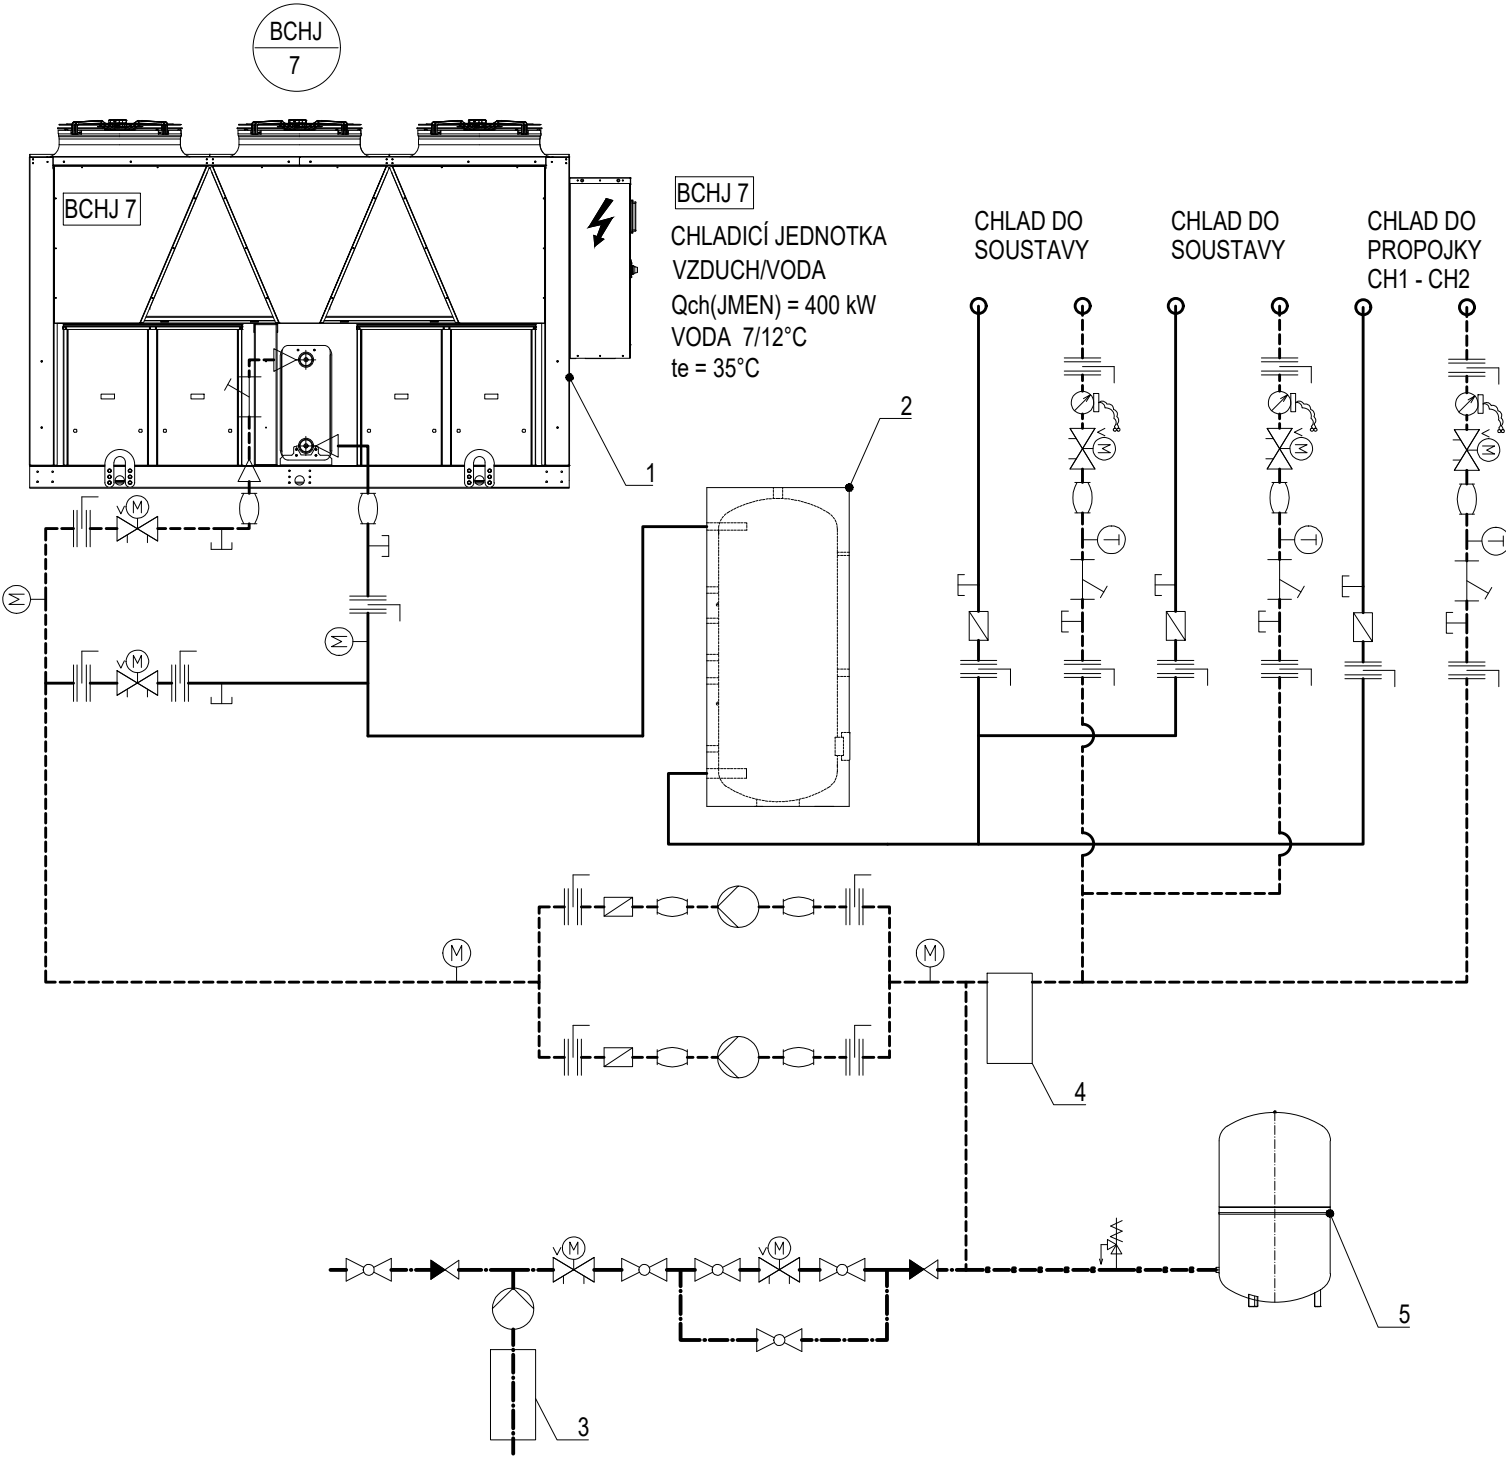 BCHJ
7
BCHJ 7
BCHJ 7
CHLADICÍ JEDNOTKA
VZDUCH/VODA
Qch(JMEN) = 400 kW
VODA 7/12°C
te = 35°C
CHLAD DO
SOUSTAVY
CHLAD DO
SOUSTAVY
CHLAD DO
PROPOJKY
CH1 - CH2
1
2
V
M
V
M
V
M
V
M
T
T
T
M
M
V
M
M
M
4
V
M
V
M
5
3